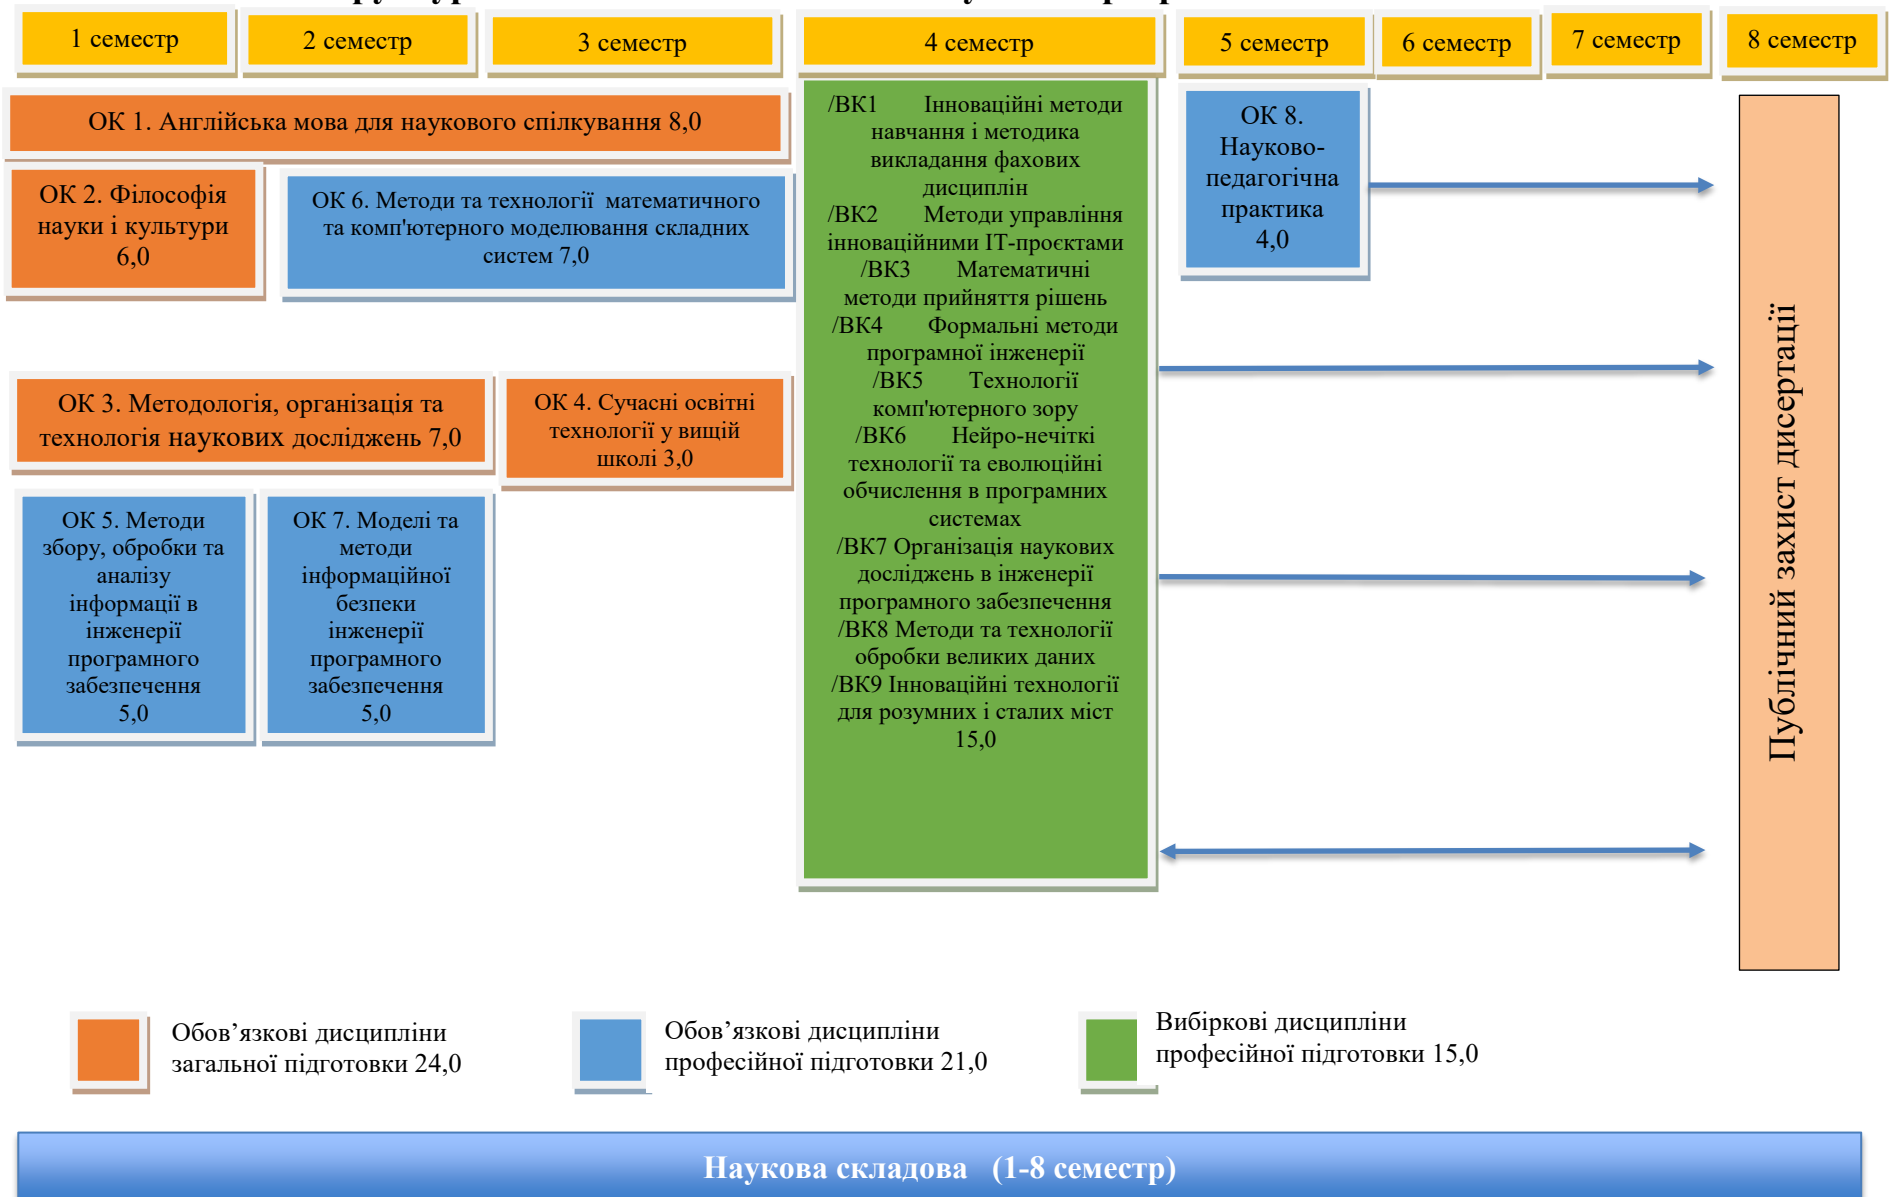 1 семестр
2 семестр
3 семестр
4 семестр
5 семестр
6 семестр
7 семестр
8 семестр
ОК 1. Англійська мова для наукового спілкування 8,0
ОК 2. Філософія
науки і культури
6,0
ОК 6. Методи та технології математичного
та комп'ютерного моделювання складних
систем 7,0
ОК 3. Методологія, організація та
технологія наукових досліджень 7,0
ОК 4. Сучасні освітні
технології у вищій
школі 3,0
ОК 5. Методи
збору, обробки та
аналізу
інформації в
інженерії
програмного
забезпечення
5,0
ОК 7. Моделі та
методи
інформаційної
безпеки
інженерії
програмного
забезпечення
5,0
/ВК1 Інноваційні методи
навчання і методика
викладання фахових
дисциплін
/ВК2 Методи управління
інноваційними ІТ-проєктами
/ВК3 Математичні
методи прийняття рішень
/ВК4 Формальні методи
програмної інженерії
/ВК5 Технології
комп'ютерного зору
/ВК6 Нейро-нечіткі
технології та еволюційні
обчислення в програмних
системах
/ВК7 Організація наукових
досліджень в інженерії
програмного забезпечення
/ВК8 Методи та технології
обробки великих даних
/ВК9 Інноваційні технології
для розумних і сталих міст
15,0
ОК 8.
Науково-
педагогічна
практика
4,0
Публічний захист дисертації
Обов’язкові дисципліни
загальної підготовки 24,0
Обов’язкові дисципліни
професійної підготовки 21,0
Вибіркові дисципліни
професійної підготовки 15,0
Наукова складова (1-8 семестр)